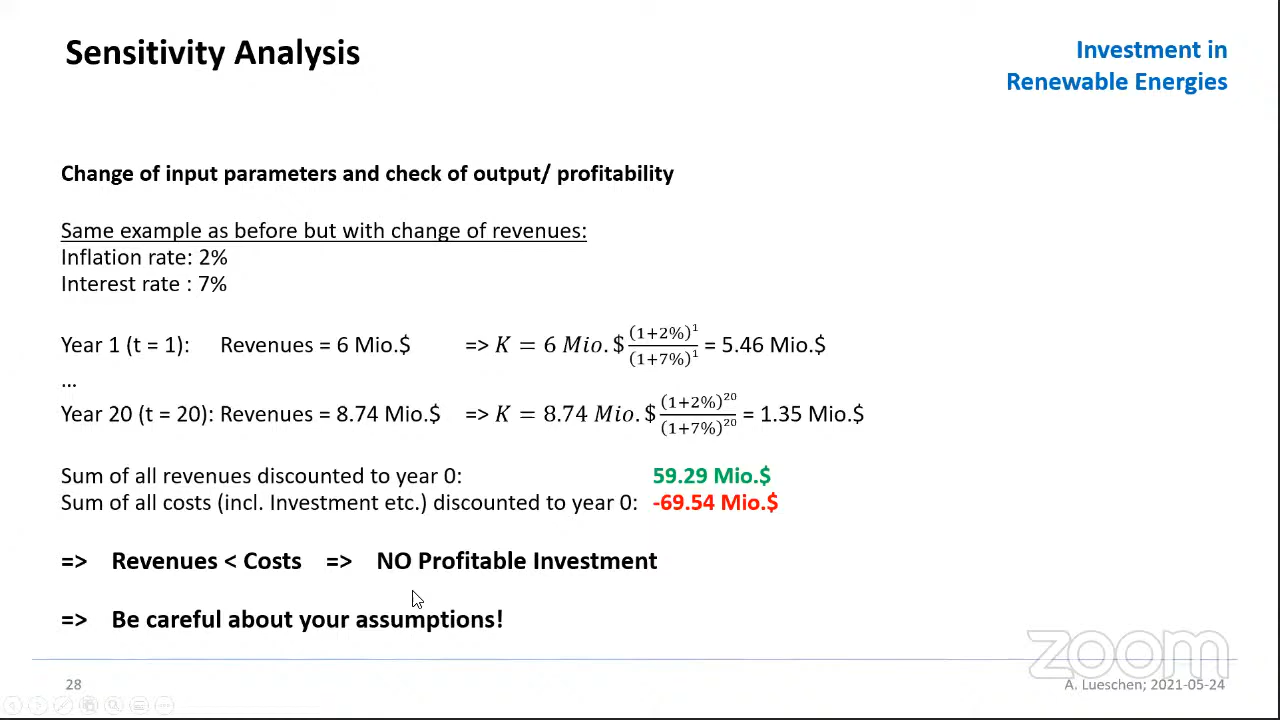 Sensitivity Analysis
Investment in
Renewable Energies
Change of input parameters and check of output/ profitability
Same example as before but with change of revenues:
Inflation rate: 2%
Interest rate : 7%
Year 1 (t = 1): Revenues = 6 Mio.$ => K = 6 Mio.$ (1+2%)^1/(1+7%)^1 = 5.46 Mio.$
...
Year 20 (t = 20): Revenues = 8.74 Mio.$ => K = 8.74 Mio.$ (1+2%)^20/(1+7%)^20 = 1.35 Mio.$
Sum of all revenues discounted to year 0: 59.29 Mio.$
Sum of all costs (incl. Investment etc.) discounted to year 0: -69.54 Mio.$
=> Revenues < Costs => NO Profitable Investment
=> Be careful about your assumptions!
zoom
28
A. Lueschen; 2021-05-24